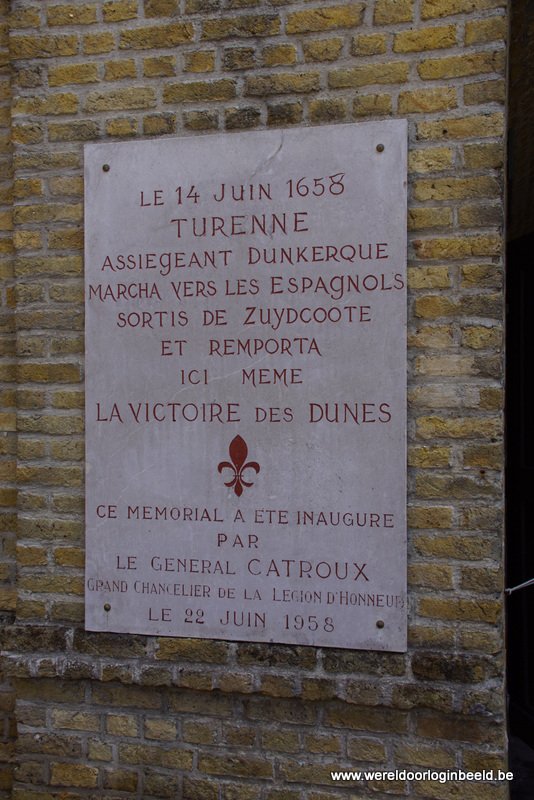 LE 14 JUIN 1658
TURENNE
ASSIEGEANT DUNKERQUE
MARCHA VERS LES ESPAGNOLS
SORTIS DE ZUYDCOOTE
ET REMPORTA
ICI MEME
LA VICTOIRE DES DUNES
CE MEMORIAL A ETE INAUGURE
PAR
LE GENERAL CATROUX
GRAND CHANCELIER DE LA LEGION D'HONNEUR
LE 22 JUIN 1958
www.wereldoorloginbeeld.be